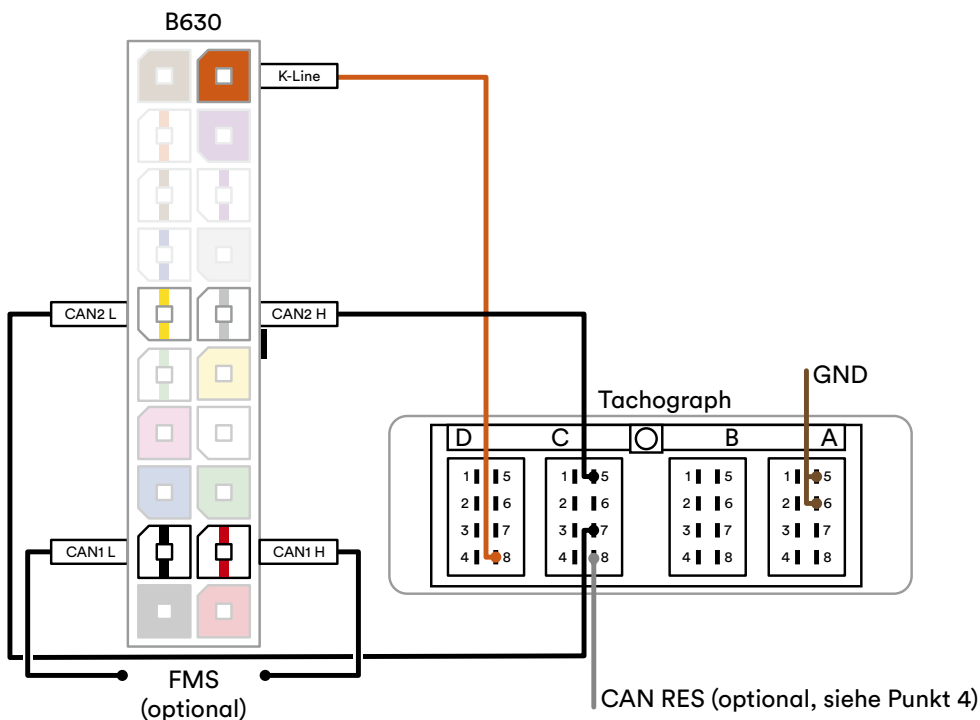 B630
K-Line
CAN2 L
CAN2 H
GND
Tachograph
D C B A
1 5 1 5 1 5 1 5
2 6 2 6 2 6 2 6
3 7 3 7 3 7 3 7
4 8 4 8 4 8 4 8
CAN1 L
CAN1 H
FMS
(optional)
CAN RES (optional, siehe Punkt 4)